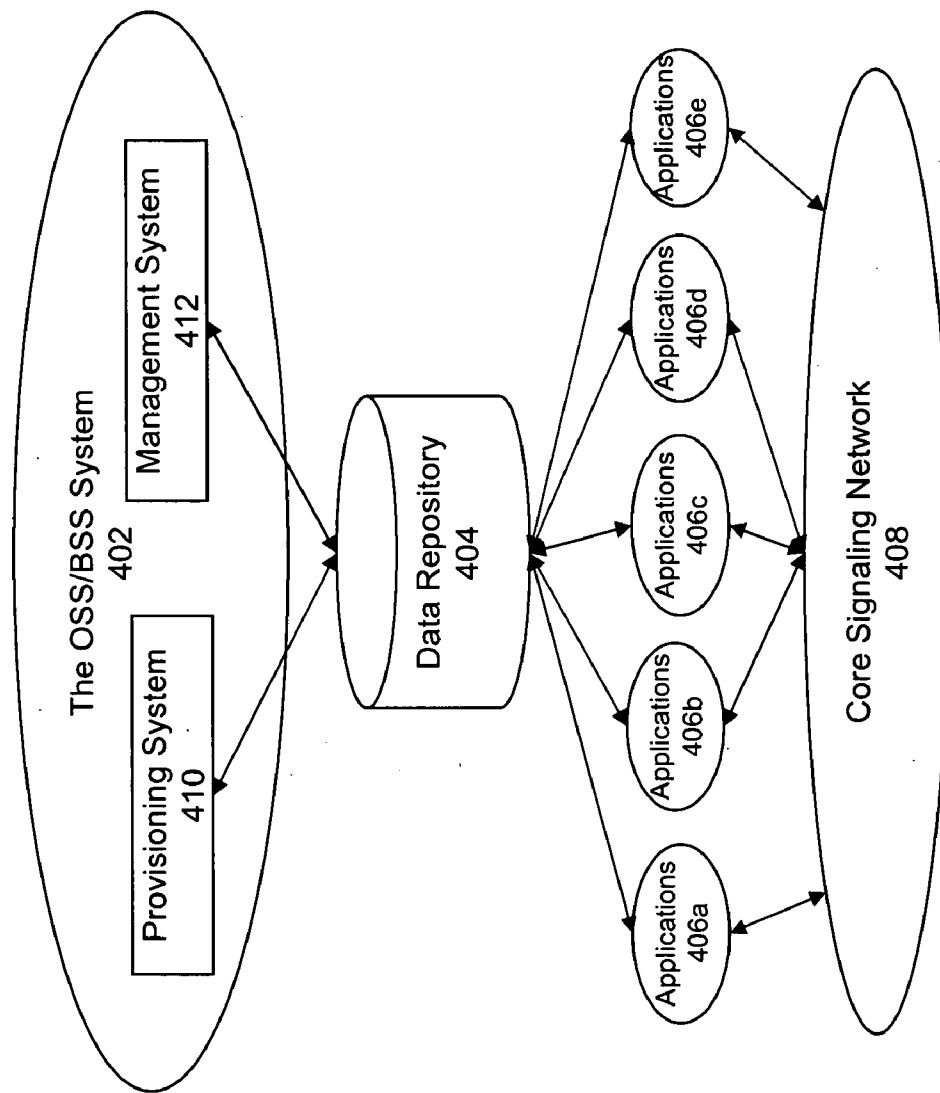 The OSS/BSS System
402
Provisioning System
410
Management System
412
Data Repository
404
Applications
406a
Applications
406b
Applications
406c
Applications
406d
Applications
406e
Core Signaling Network
408